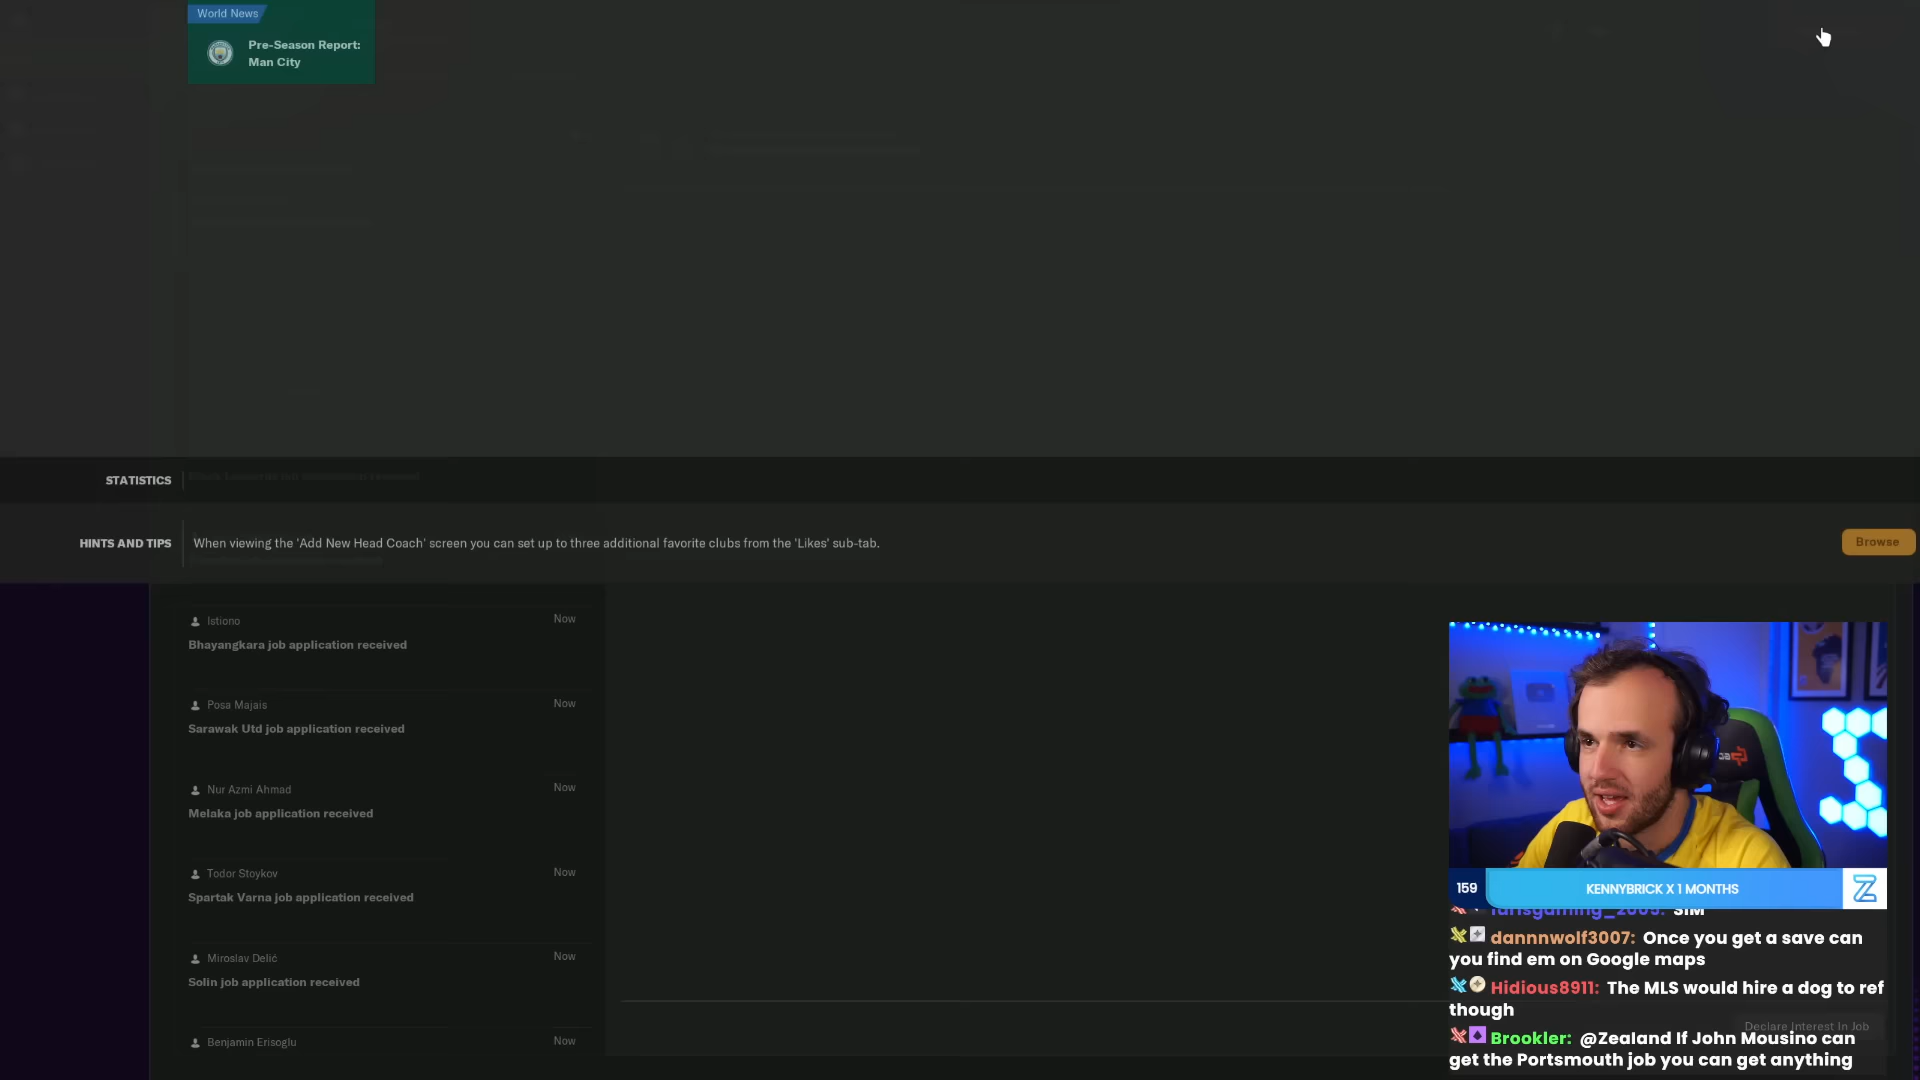 World News
Pre-Season Report:
Man City
STATISTICS
HINTS AND TIPS
When viewing the 'Add New Head Coach' screen you can set up to three additional favorite clubs from the 'Likes' sub-tab.
Browse
Istiono
Now
Bhayangkara job application received
Posa Majais
Now
Sarawak Utd job application received
Nur Azmi Ahmad
Now
Melaka job application received
Todor Stoykov
Now
Spartak Varna job application received
Miroslav Delić
Now
Solin job application received
Benjamin Erisoglu
Now
159
KENNYBRICK X 1 MONTHS
Z
SIM
dannnwolf3007: Once you get a save can
you find em on Google maps
Hidious8911: The MLS would hire a dog to ref
though
Declare Interest In Job
Brookler: @Zealand If John Mousino can
get the Portsmouth job you can get anything